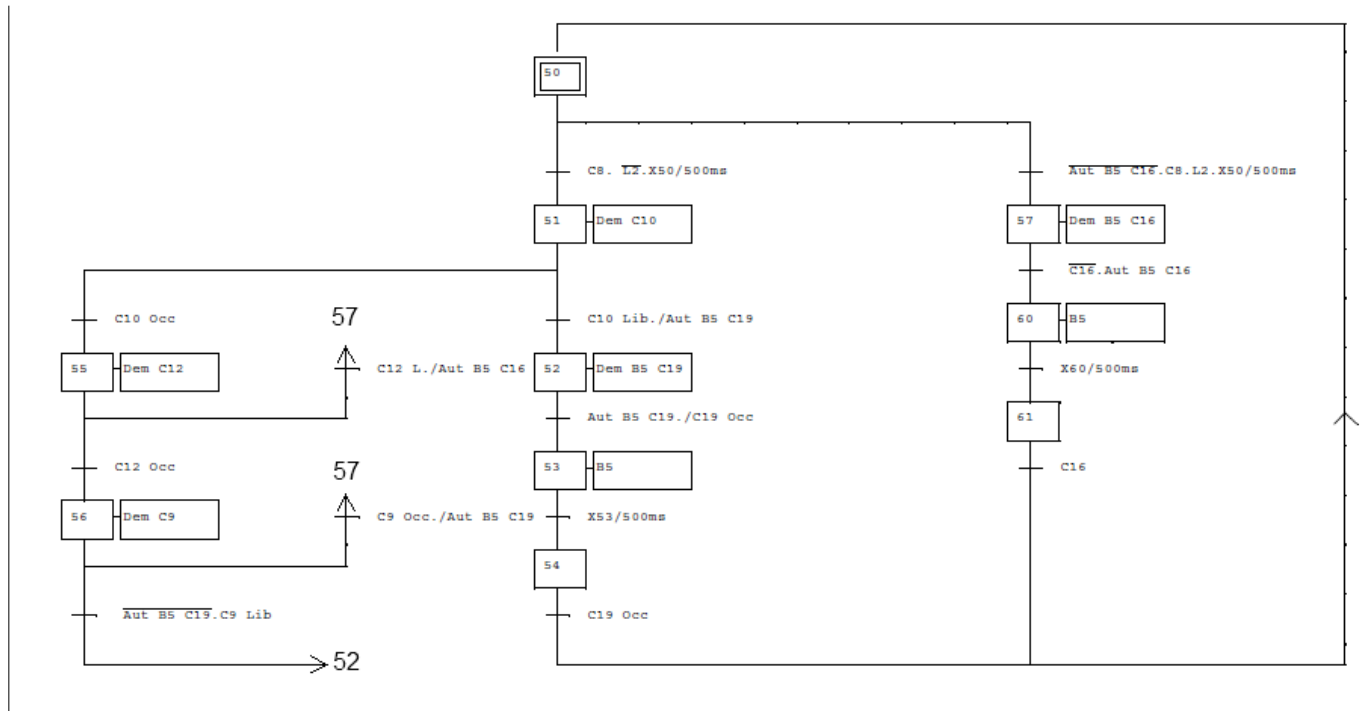 50
C8. L2.X50/500ms
Aut B5 C16.C8.L2.X50/500ms
51
Dem C10
57
Dem B5 C16
C16.Aut B5 C16
C10 Occ
57
C10 Lib./Aut B5 C19
60
B5
55
Dem C12
C12 L./Aut B5 C16
52
Dem B5 C19
X60/500ms
Aut B5 C19./C19 Occ
61
C12 Occ
57
53
B5
C16
56
Dem C9
C9 Occ./Aut B5 C19
X53/500ms
54
Aut B5 C19.C9 Lib
C19 Occ
52